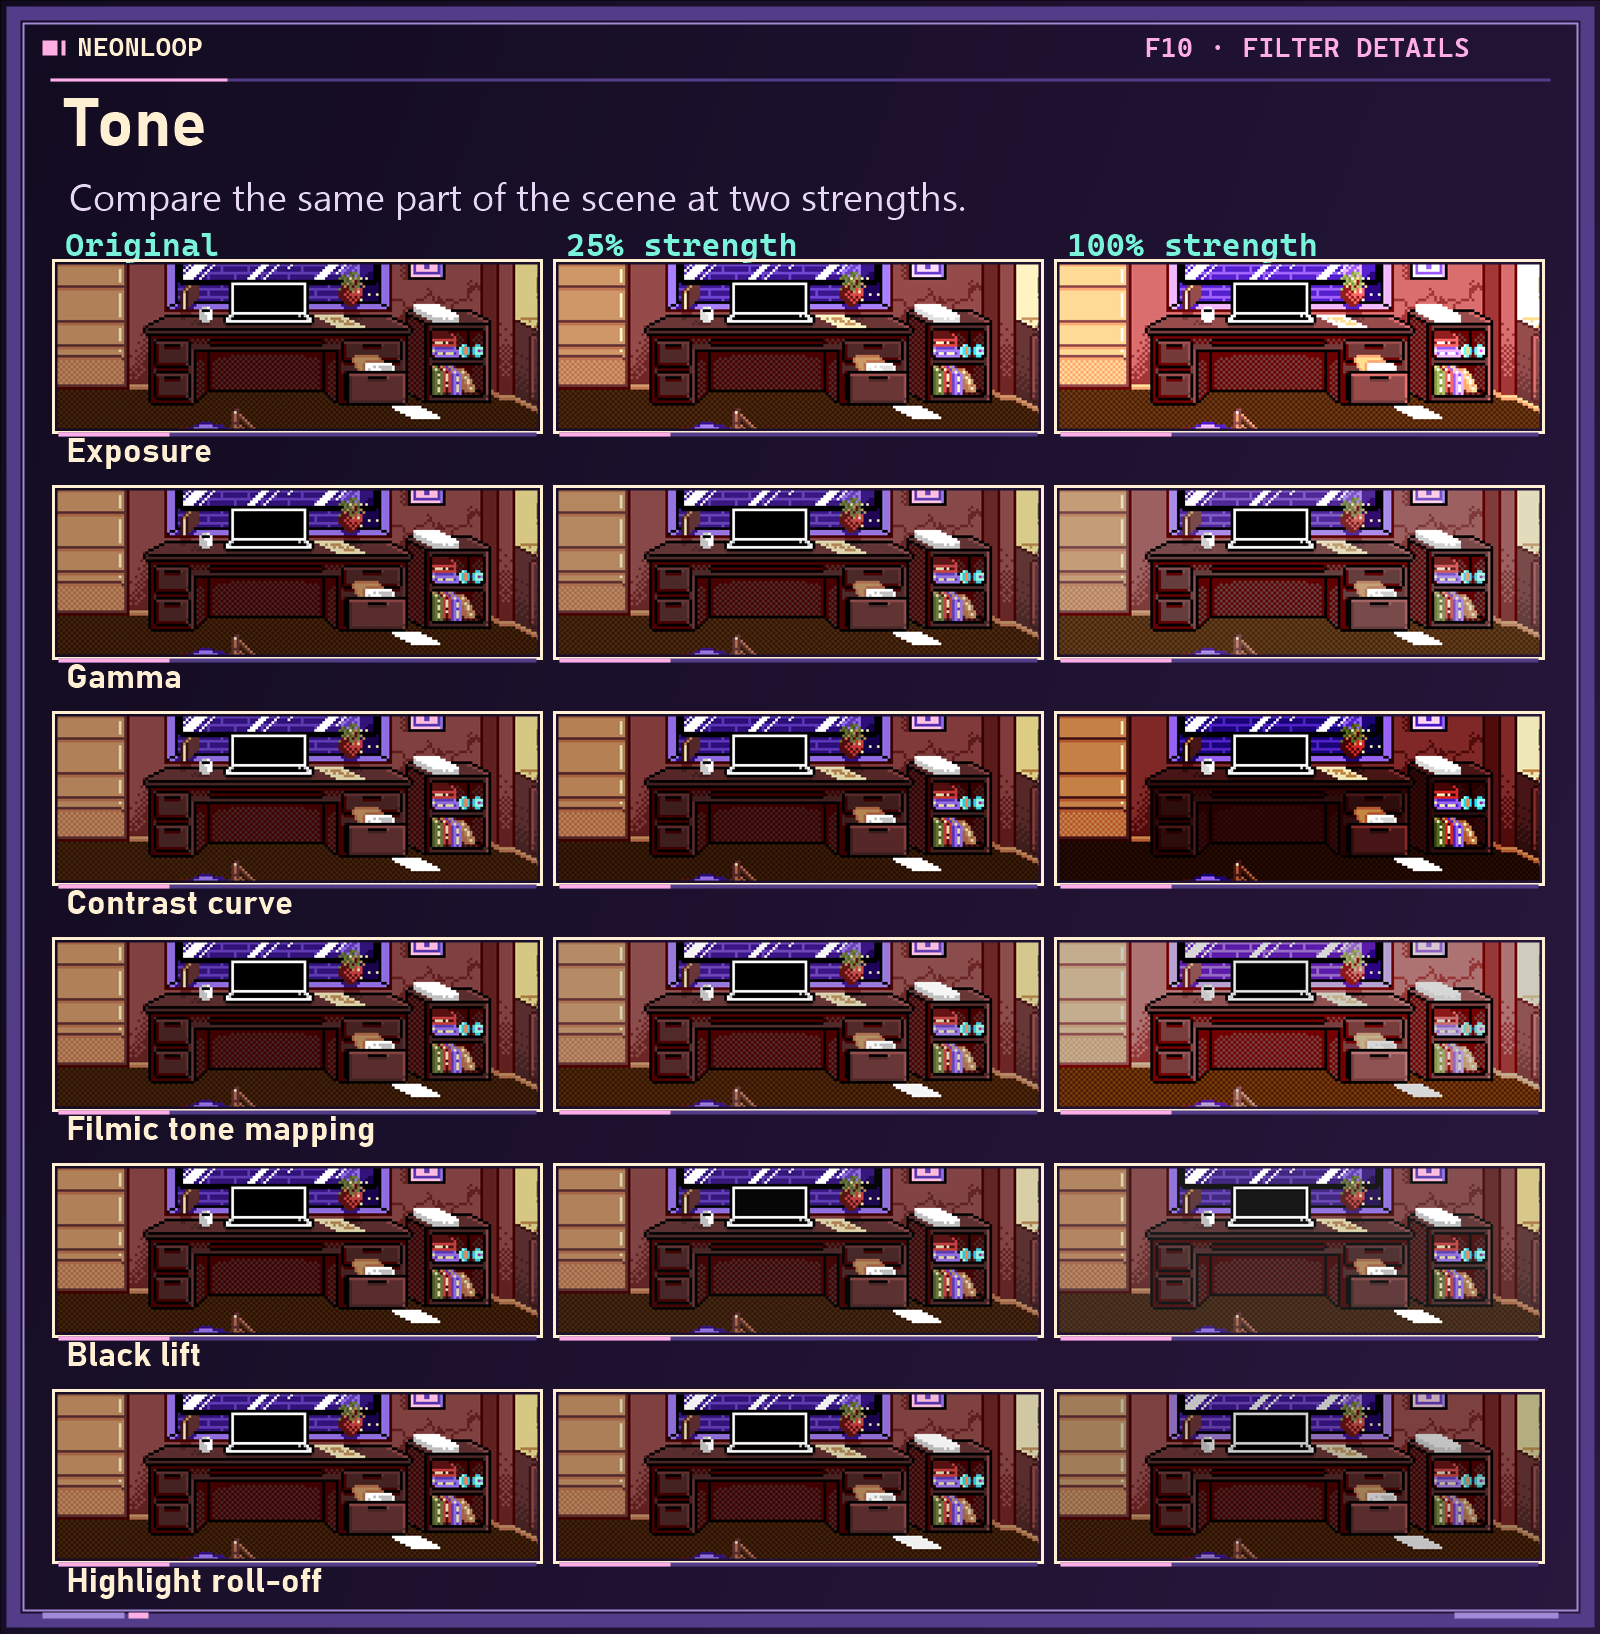 NEONLOOP
F10 · FILTER DETAILS
Tone
Compare the same part of the scene at two strengths.
Original 25% strength 100% strength
Exposure
Gamma
Contrast curve
Filmic tone mapping
Black lift
Highlight roll-off